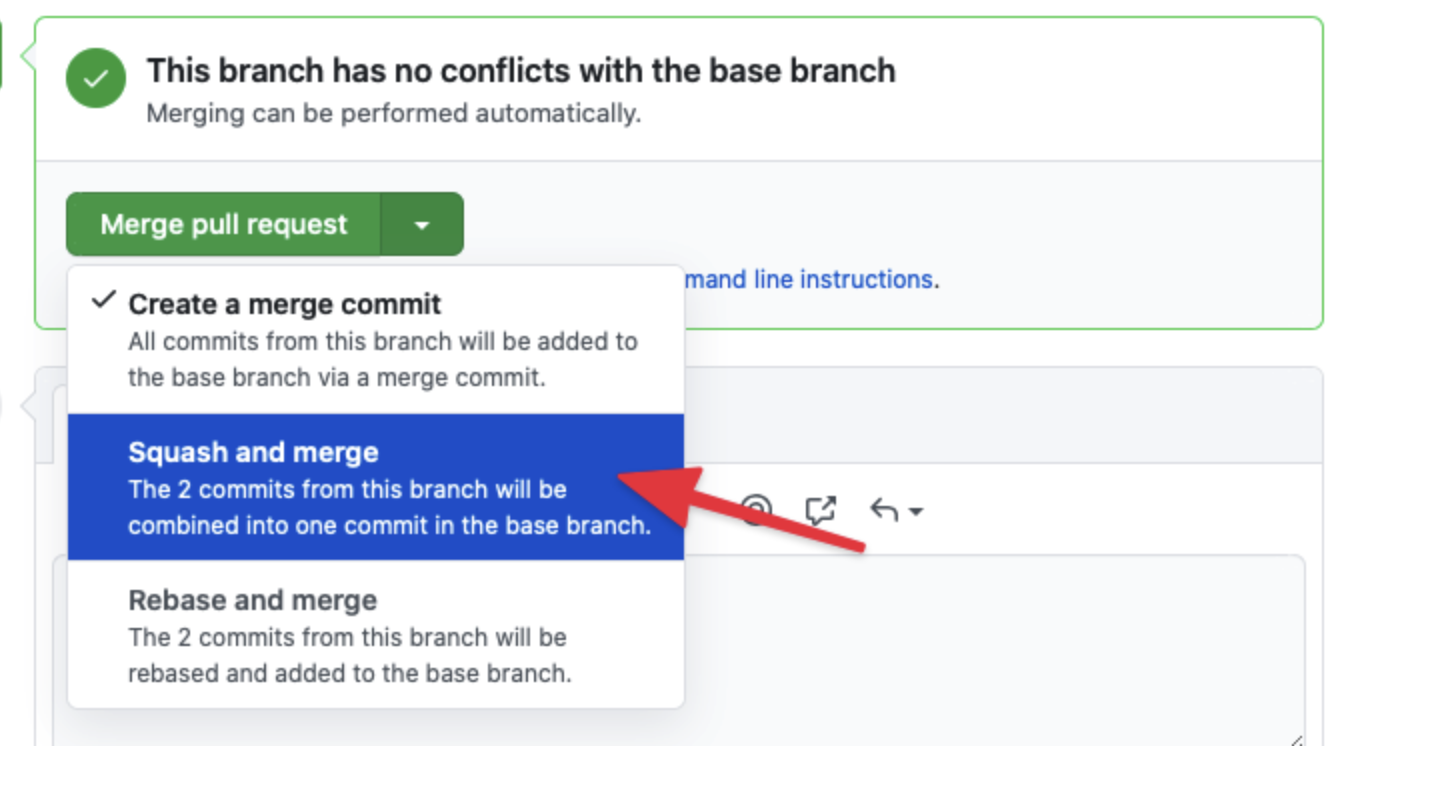 This branch has no conflicts with the base branch
Merging can be performed automatically.
Merge pull request
line instructions.
Create a merge commit
All commits from this branch will be added to
the base branch via a merge commit.
Squash and merge
The 2 commits from this branch will be
combined into one commit in the base branch.
Rebase and merge
The 2 commits from this branch will be
rebased and added to the base branch.